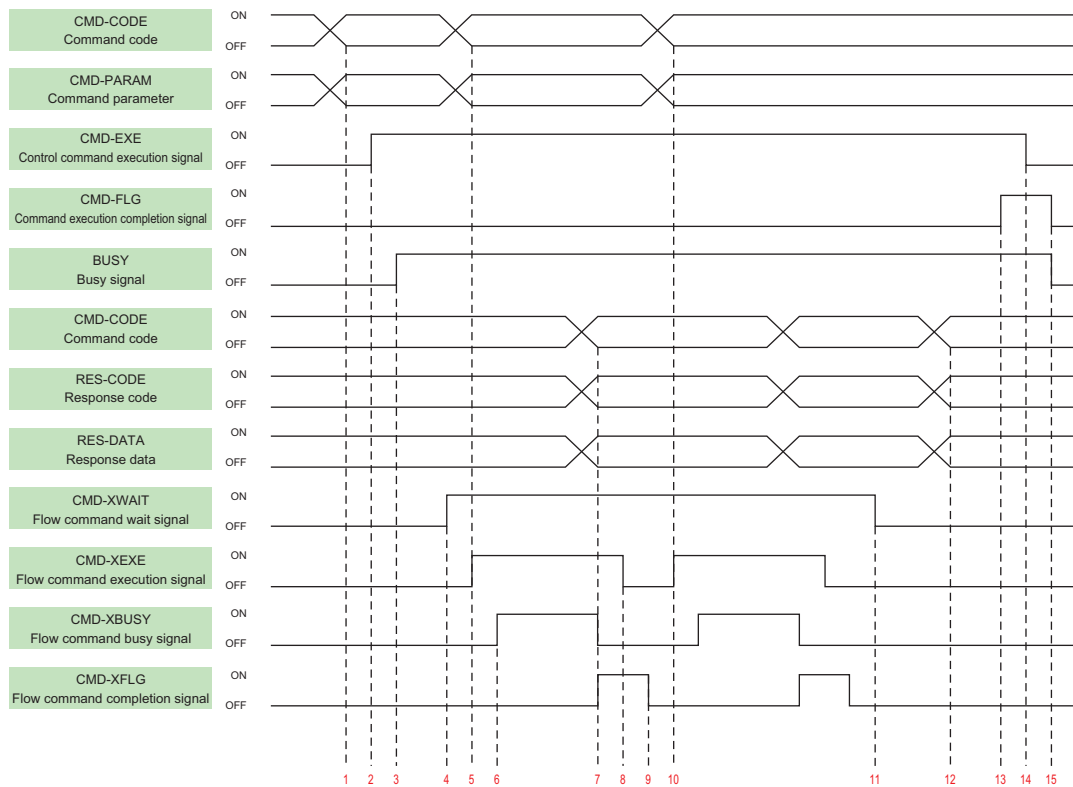 CMD-CODE
Command code
ON
OFF
CMD-PARAM
Command parameter
ON
OFF
CMD-EXE
Control command execution signal
ON
OFF
CMD-FLG
Command execution completion signal
ON
OFF
BUSY
Busy signal
ON
OFF
CMD-CODE
Command code
ON
OFF
RES-CODE
Response code
ON
OFF
RES-DATA
Response data
ON
OFF
CMD-XWAIT
Flow command wait signal
ON
OFF
CMD-XEXE
Flow command execution signal
ON
OFF
CMD-XBUSY
Flow command busy signal
ON
OFF
CMD-XFLG
Flow command completion signal
ON
OFF
1 2 3 4 5 6 7 8 9 10 11 12 13 14 15